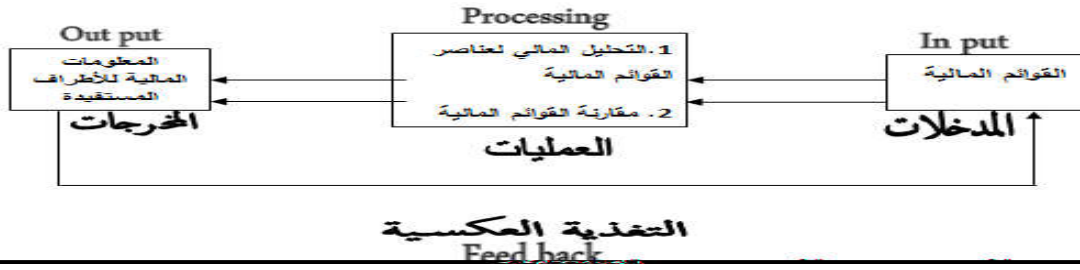 In put
القوائم المالية
المدخلات
Processing
1.التحليل المالي لعناصر
القوائم المالية
2. مقارنة القوائم المالية
العمليات
Out put
المعلومات
المالية للأطراف
المستفيدة
المخرجات
التغذية العكسية
Feed back